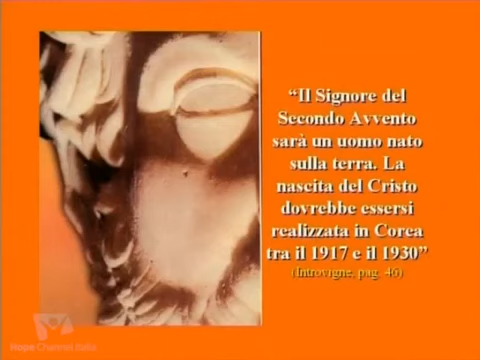 “Il Signore del
Secondo Avvento
sarà un uomo nato
sulla terra. La
nascita del Cristo
dovrebbe essersi
realizzata in Corea
tra il 1917 e il 1930”
(Introvigne, pag. 46)
Hope Channel Italia